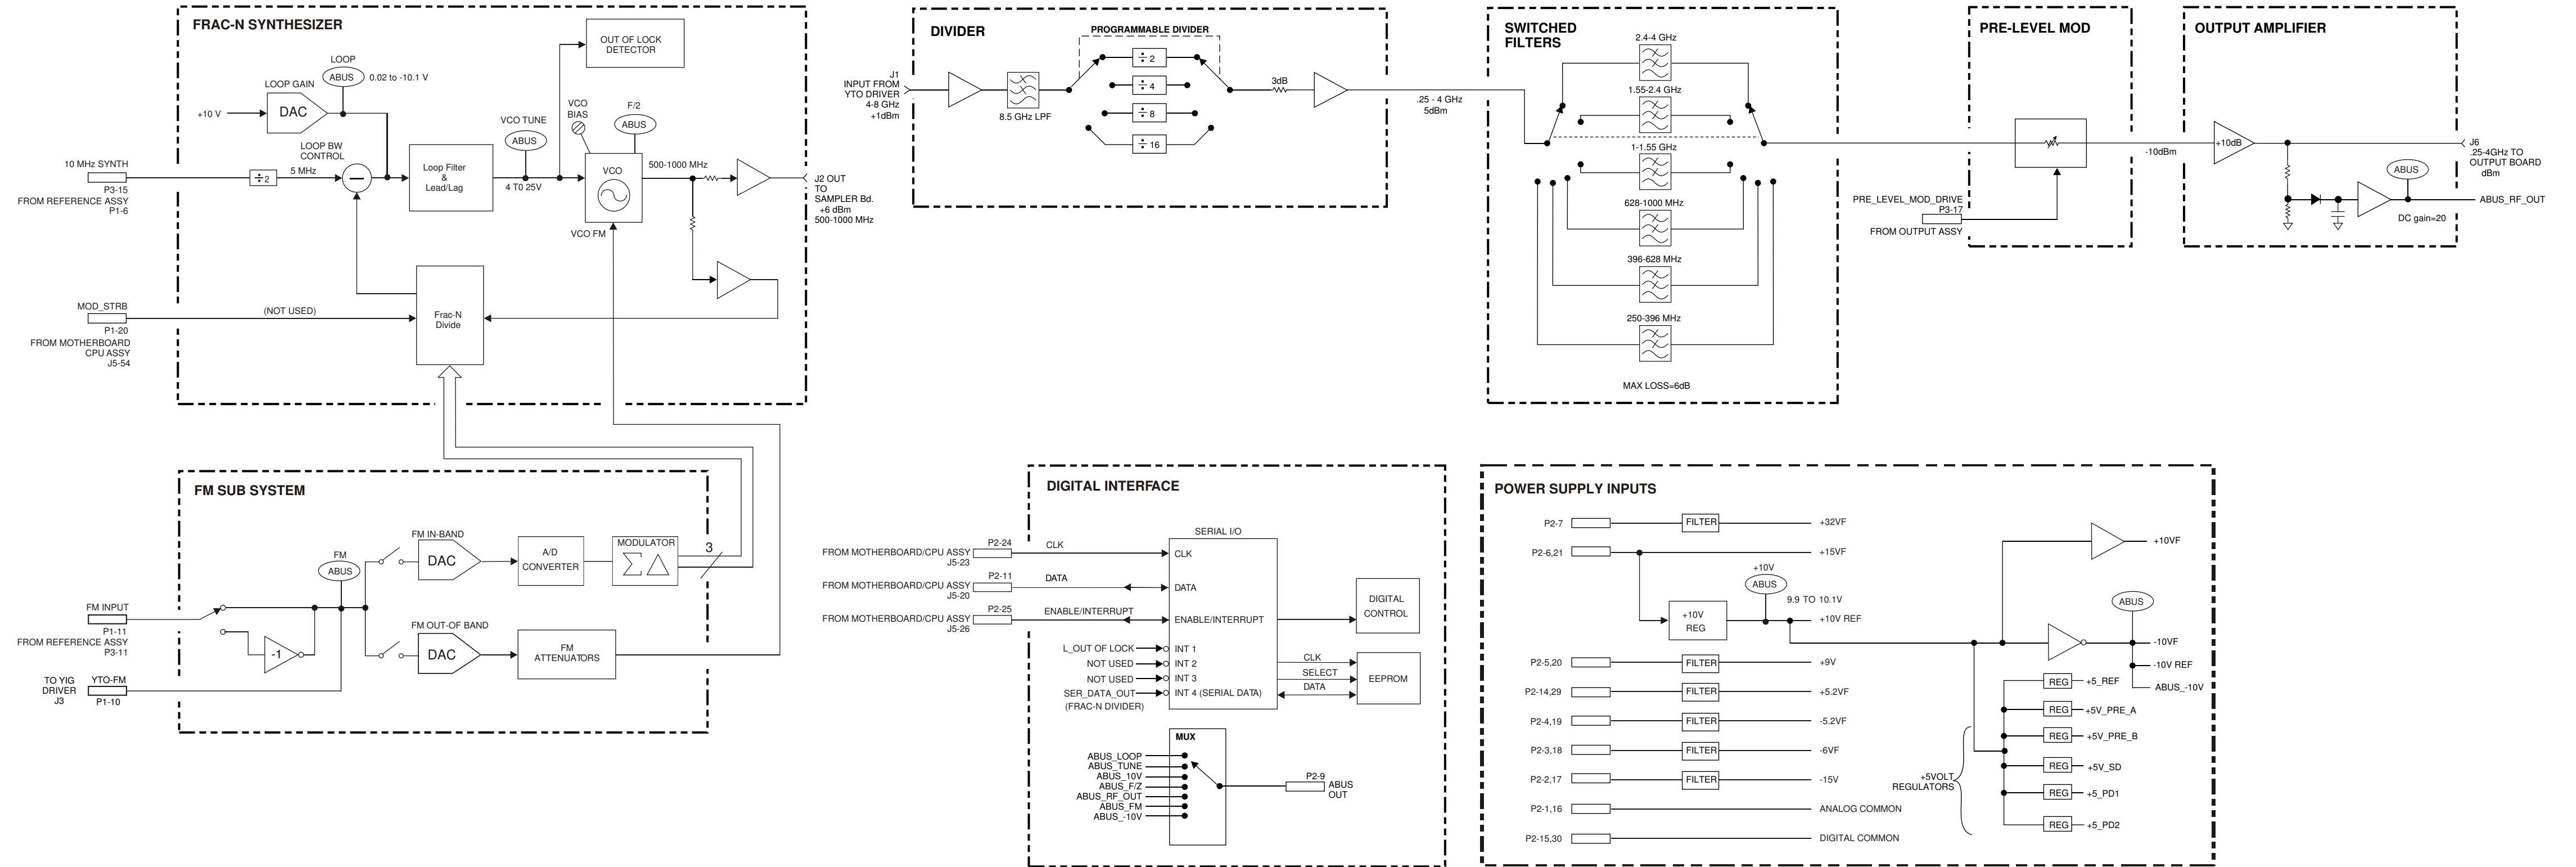 FRAC-N SYNTHESIZER
OUT OF LOCK
DETECTOR
LOOP
ABUS
0.02 to -10.1 V
LOOP GAIN
DAC
+10 V
VCO TUNE
ABUS
VCO
BIAS
F/2
ABUS
LOOP BW
CONTROL
10 MHz SYNTH
P3-15
FROM REFERENCE ASSY
P1-6
÷2
5 MHz
Loop Filter
&
Lead/Lag
4 T0 25V
VCO
500-1000 MHz
VCO FM
J2 OUT
TO
SAMPLER Bd.
+6 dBm
500-1000 MHz
MOD_STRB
P1-20
FROM MOTHERBOARD
CPU ASSY
J5-54
(NOT USED)
Frac-N
Divide
DIVIDER
PROGRAMMABLE DIVIDER
J1
INPUT FROM
YTO DRIVER
4-8 GHz
+1dBm
8.5 GHz LPF
÷ 2
÷ 4
÷ 8
÷ 16
3dB
.25 - 4 GHz
5dBm
SWITCHED
FILTERS
2.4-4 GHz
1.55-2.4 GHz
1-1.55 GHz
628-1000 MHz
396-628 MHz
250-396 MHz
MAX LOSS=6dB
PRE-LEVEL MOD
PRE_LEVEL_MOD_DRIVE
P3-17
FROM OUTPUT ASSY
-10dBm
OUTPUT AMPLIFIER
+10dB
J6
.25-4GHz TO
OUTPUT BOARD
dBm
ABUS
ABUS_RF_OUT
DC gain=20
FM SUB SYSTEM
FM IN-BAND
DAC
A/D
CONVERTER
MODULATOR
Σ△
3
FM
ABUS
FM INPUT
P1-11
FROM REFERENCE ASSY
P3-11
-1
FM OUT-OF BAND
DAC
FM
ATTENUATORS
TO YIG
DRIVER
J3
YTO-FM
P1-10
DIGITAL INTERFACE
SERIAL I/O
FROM MOTHERBOARD/CPU ASSY
J5-23
P2-24
CLK
CLK
FROM MOTHERBOARD/CPU ASSY
J5-20
P2-11
DATA
DATA
FROM MOTHERBOARD/CPU ASSY
J5-26
P2-25
ENABLE/INTERRUPT
ENABLE/INTERRUPT
DIGITAL
CONTROL
L_OUT OF LOCK
INT 1
NOT USED
INT 2
NOT USED
INT 3
SER_DATA_OUT
INT 4 (SERIAL DATA)
(FRAC-N DIVIDER)
CLK
SELECT
DATA
EEPROM
MUX
ABUS_LOOP
ABUS_TUNE
ABUS_10V
ABUS_F/Z
ABUS_RF_OUT
ABUS_FM
ABUS_-10V
P2-9
ABUS
OUT
POWER SUPPLY INPUTS
P2-7
FILTER
+32VF
P2-6,21
+15VF
+10V
ABUS
9.9 TO 10.1V
+10V
REG
+10V REF
P2-5,20
FILTER
+9V
P2-14,29
FILTER
+5.2VF
P2-4,19
FILTER
-5.2VF
P2-3,18
FILTER
-6VF
P2-2,17
FILTER
-15V
P2-1,16
ANALOG COMMON
P2-15,30
DIGITAL COMMON
+10VF
ABUS
-10VF
-10V REF
ABUS_-10V
REG
+5_REF
REG
+5V_PRE_A
REG
+5V_PRE_B
REG
+5V_SD
REG
+5_PD1
REG
+5_PD2
+5VOLT
REGULATORS